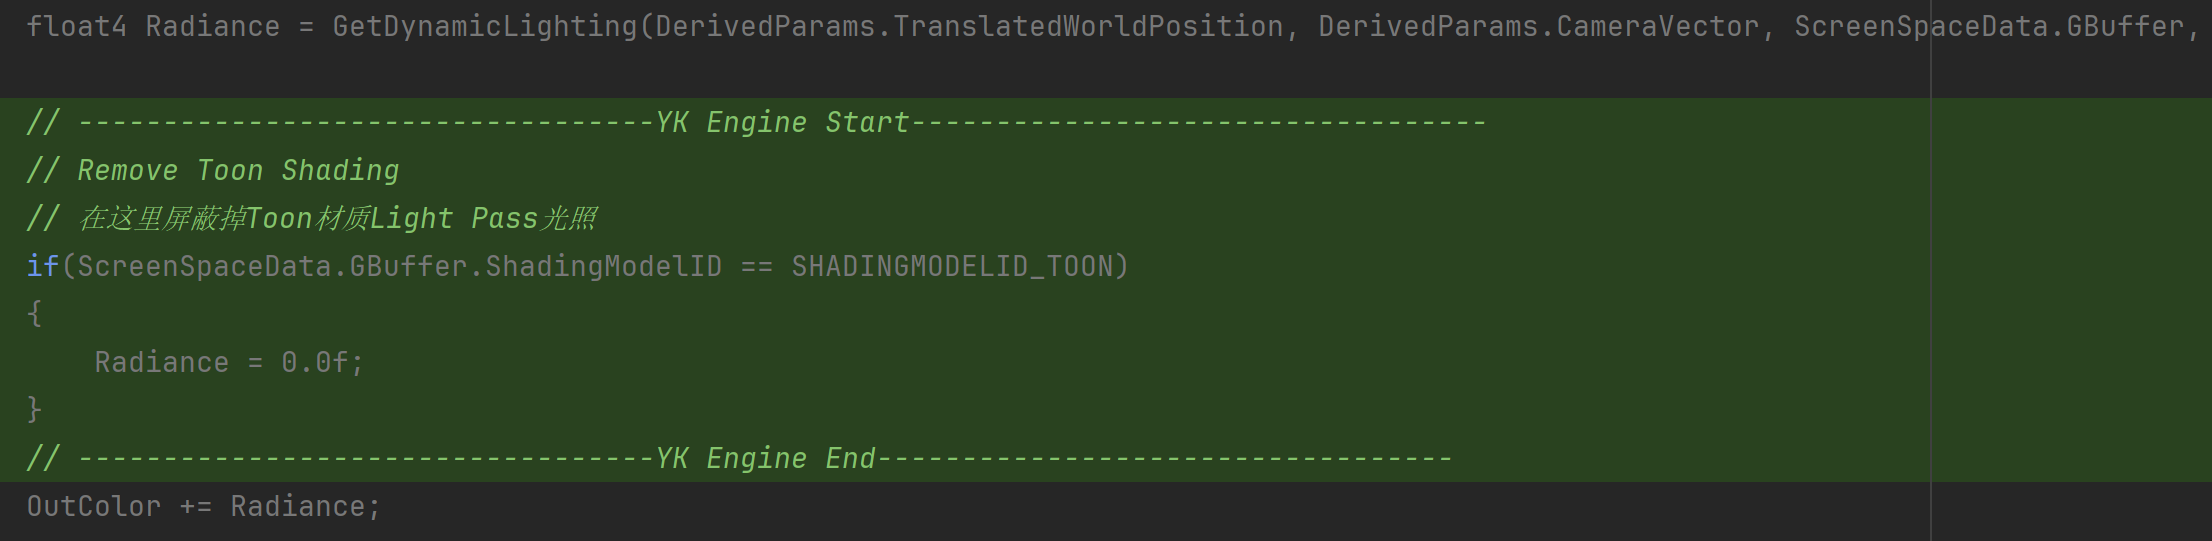 float4 Radiance = GetDynamicLighting(DerivedParams.TranslatedWorldPosition, DerivedParams.CameraVector, ScreenSpaceData.GBuffer,
// ----------------------------------YK Engine Start----------------------------------
// Remove Toon Shading
// 在这里屏蔽掉Toon材质Light Pass光照
if(ScreenSpaceData.GBuffer.ShadingModelID == SHADINGMODELID_TOON)
{
    Radiance = 0.0f;
}
// ----------------------------------YK Engine End----------------------------------
OutColor += Radiance;